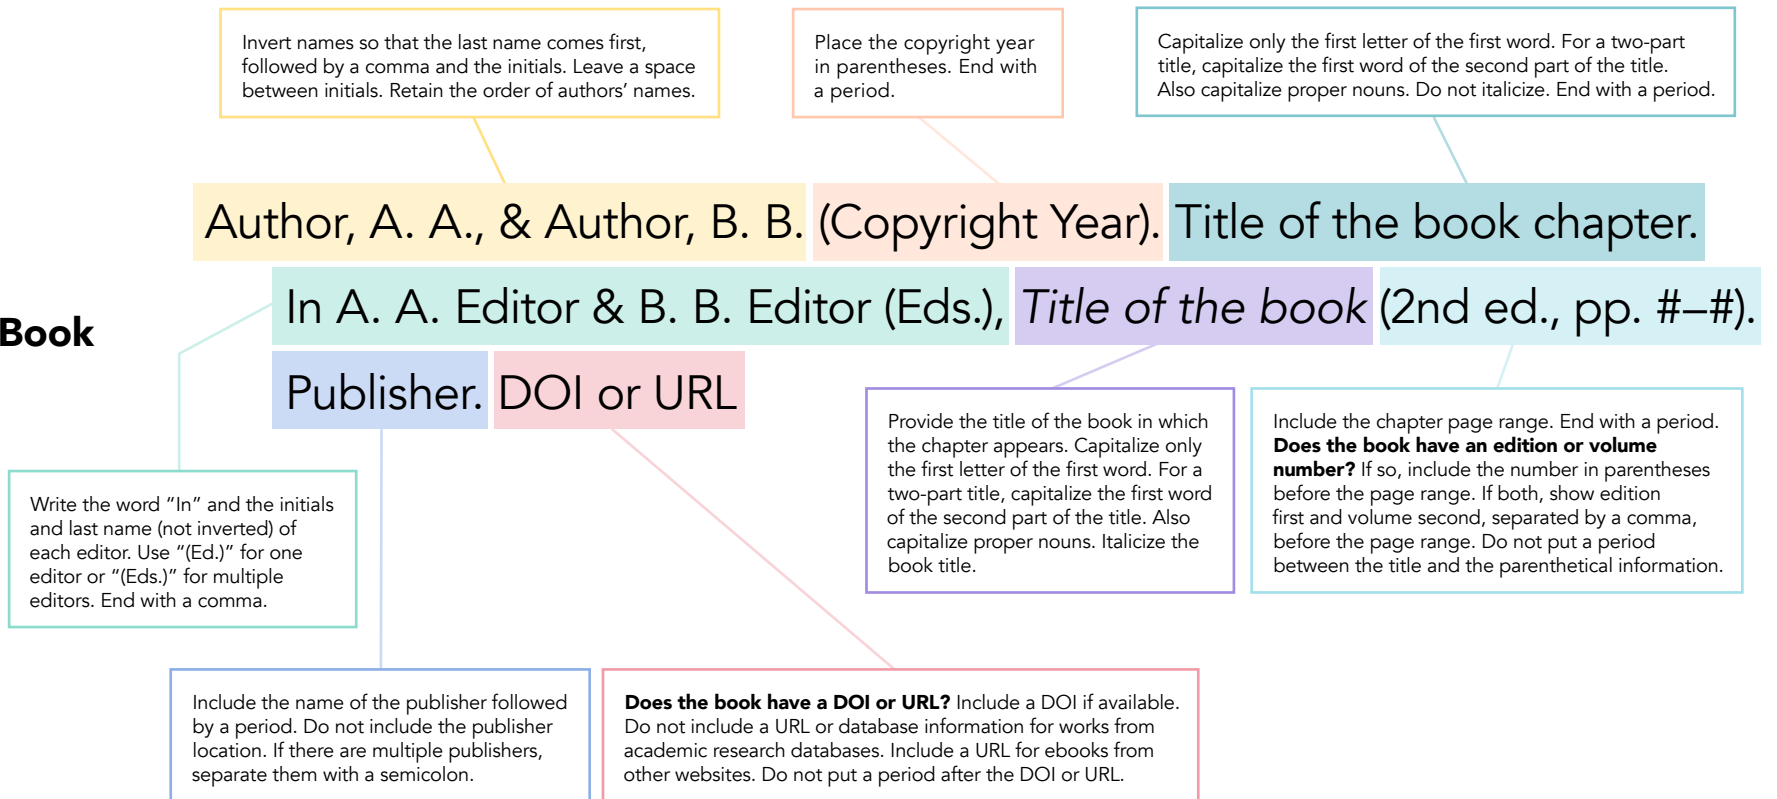 Invert names so that the last name comes first,
followed by a comma and the initials. Leave a space
between initials. Retain the order of authors’ names.
Place the copyright year
in parentheses. End with
a period.
Capitalize only the first letter of the first word. For a two-part
title, capitalize the first word of the second part of the title.
Also capitalize proper nouns. Do not italicize. End with a period.
Author, A. A., & Author, B. B. (Copyright Year). Title of the book chapter.
In A. A. Editor & B. B. Editor (Eds.), Title of the book (2nd ed., pp. #–#).
Book
Publisher. DOI or URL
Write the word “In” and the initials
and last name (not inverted) of
each editor. Use “(Ed.)” for one
editor or “(Eds.)” for multiple
editors. End with a comma.
Provide the title of the book in which
the chapter appears. Capitalize only
the first letter of the first word. For a
two-part title, capitalize the first word
of the second part of the title. Also
capitalize proper nouns. Italicize the
book title.
Include the chapter page range. End with a period.
Does the book have an edition or volume
number? If so, include the number in parentheses
before the page range. If both, show edition
first and volume second, separated by a comma,
before the page range. Do not put a period
between the title and the parenthetical information.
Include the name of the publisher followed
by a period. Do not include the publisher
location. If there are multiple publishers,
separate them with a semicolon.
Does the book have a DOI or URL? Include a DOI if available.
Do not include a URL or database information for works from
academic research databases. Include a URL for ebooks from
other websites. Do not put a period after the DOI or URL.